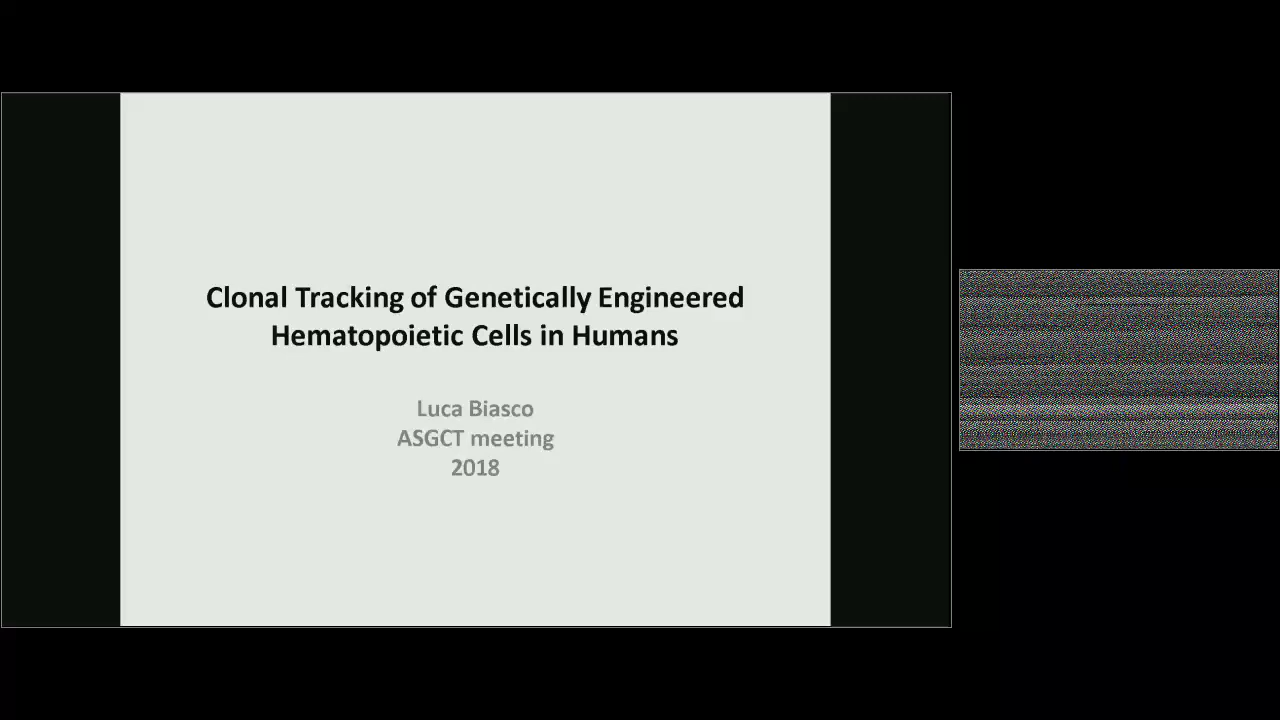 Clonal Tracking of Genetically Engineered
Hematopoietic Cells in Humans
Luca Biasco
ASGCT meeting
2018